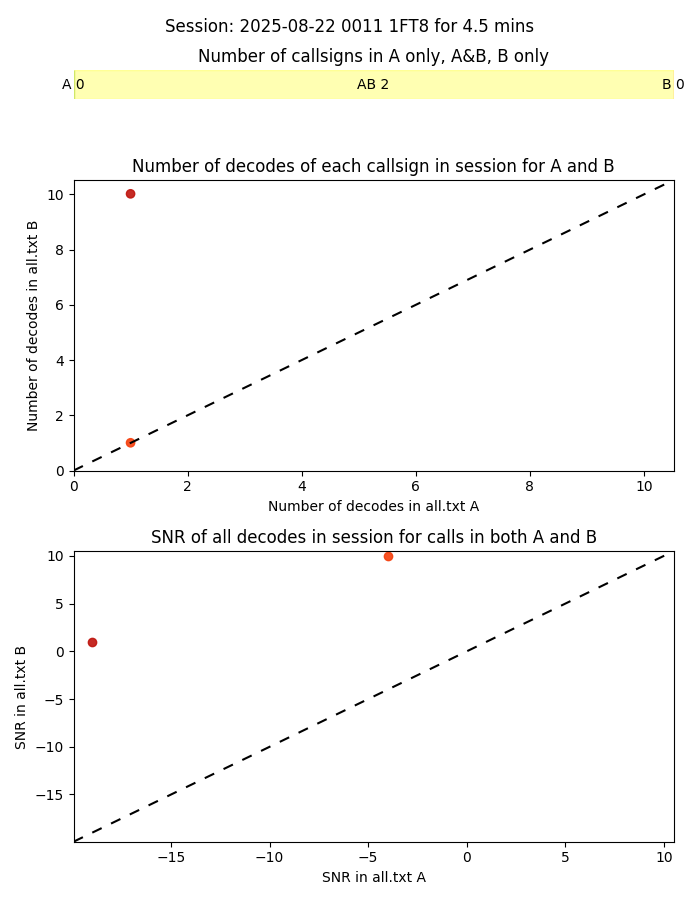 Session: 2025-08-22 0011 1FT8 for 4.5 mins
Number of callsigns in A only, A&B, B only
A 0 AB 2 B 0
Number of decodes of each callsign in session for A and B
10
8
6
4
2
0
Number of decodes in all.txt B
0 2 4 6 8 10
Number of decodes in all.txt A
SNR of all decodes in session for calls in both A and B
10
5
0
−5
−10
−15
SNR in all.txt B
−15 −10 −5 0 5 10
SNR in all.txt A